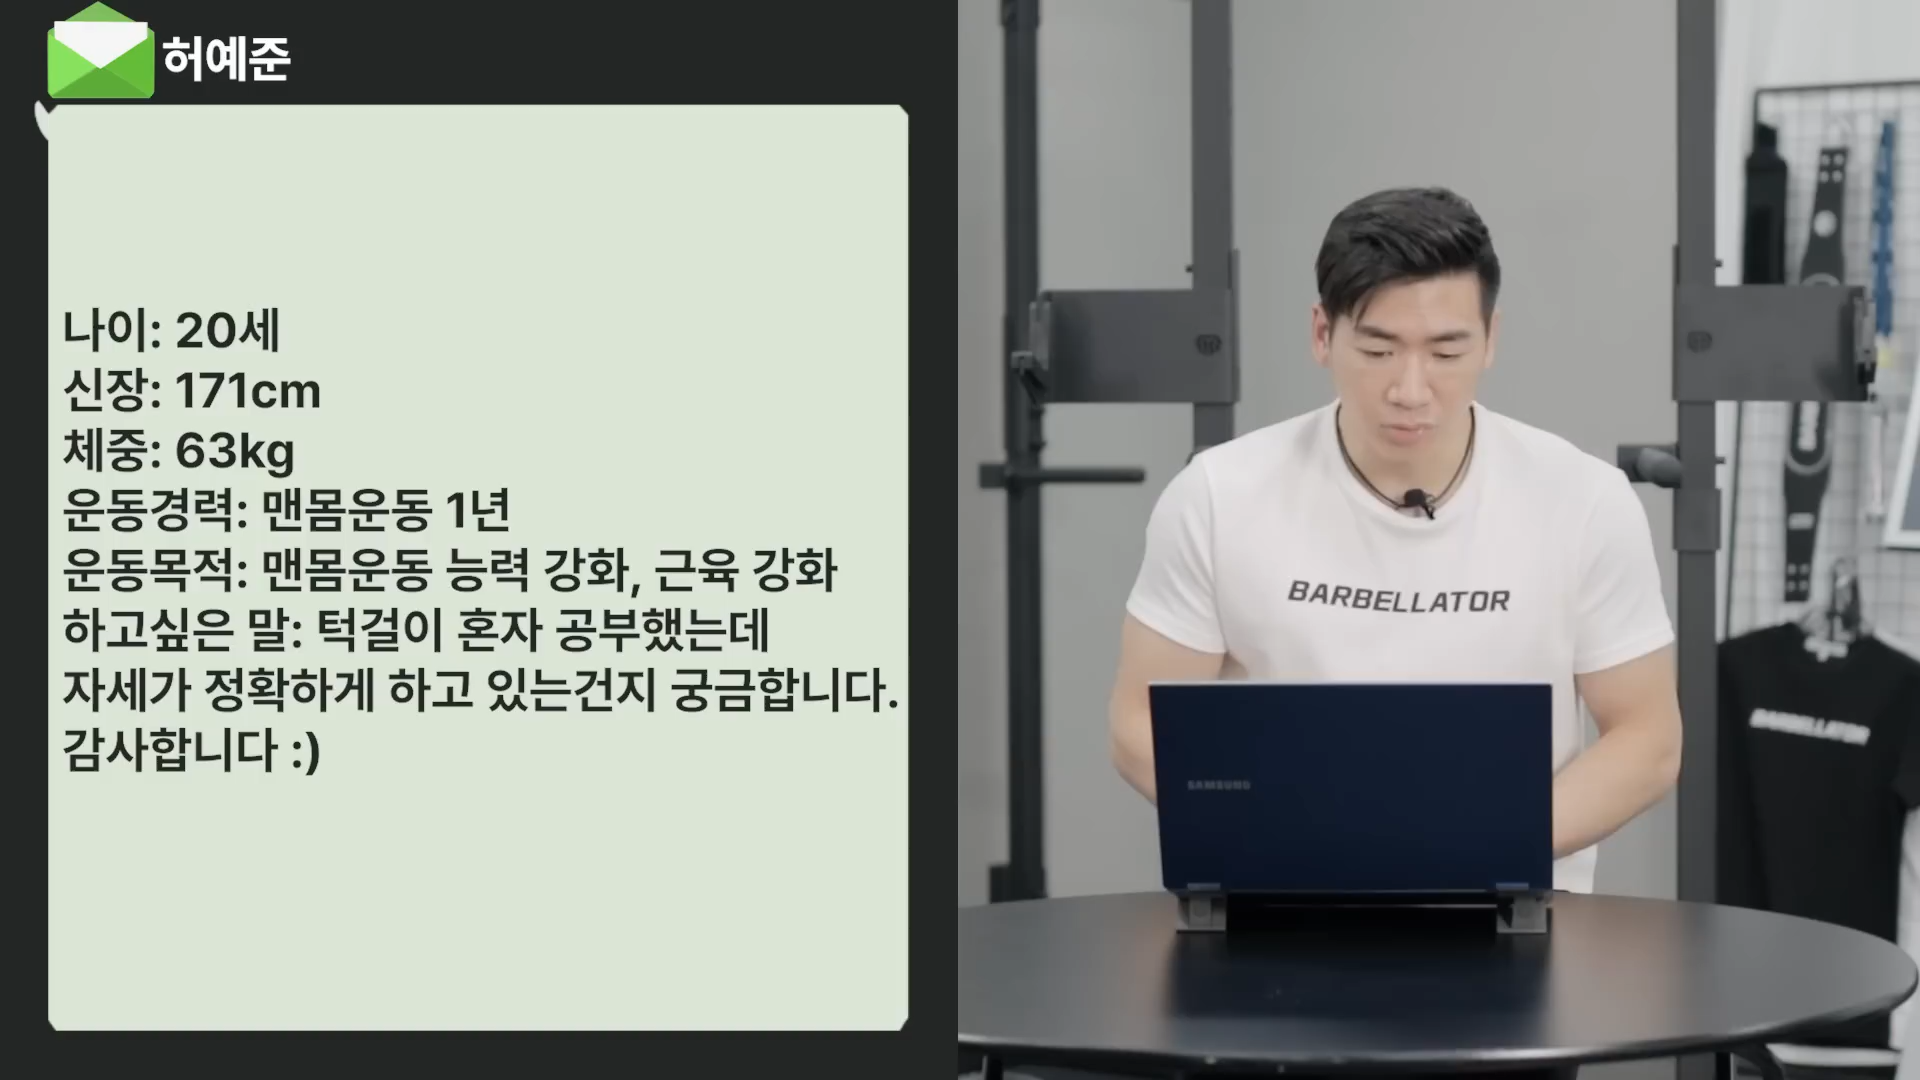 허예준
나이: 20세
신장: 171cm
체중: 63kg
운동경력: 맨몸운동 1년
운동목적: 맨몸운동 능력 강화, 근육 강화
하고싶은 말: 턱걸이 혼자 공부했는데
자세가 정확하게 하고 있는건지 궁금합니다.
감사합니다 :)
BARBELLATOR
SAMSUNG
BARBELLATOR